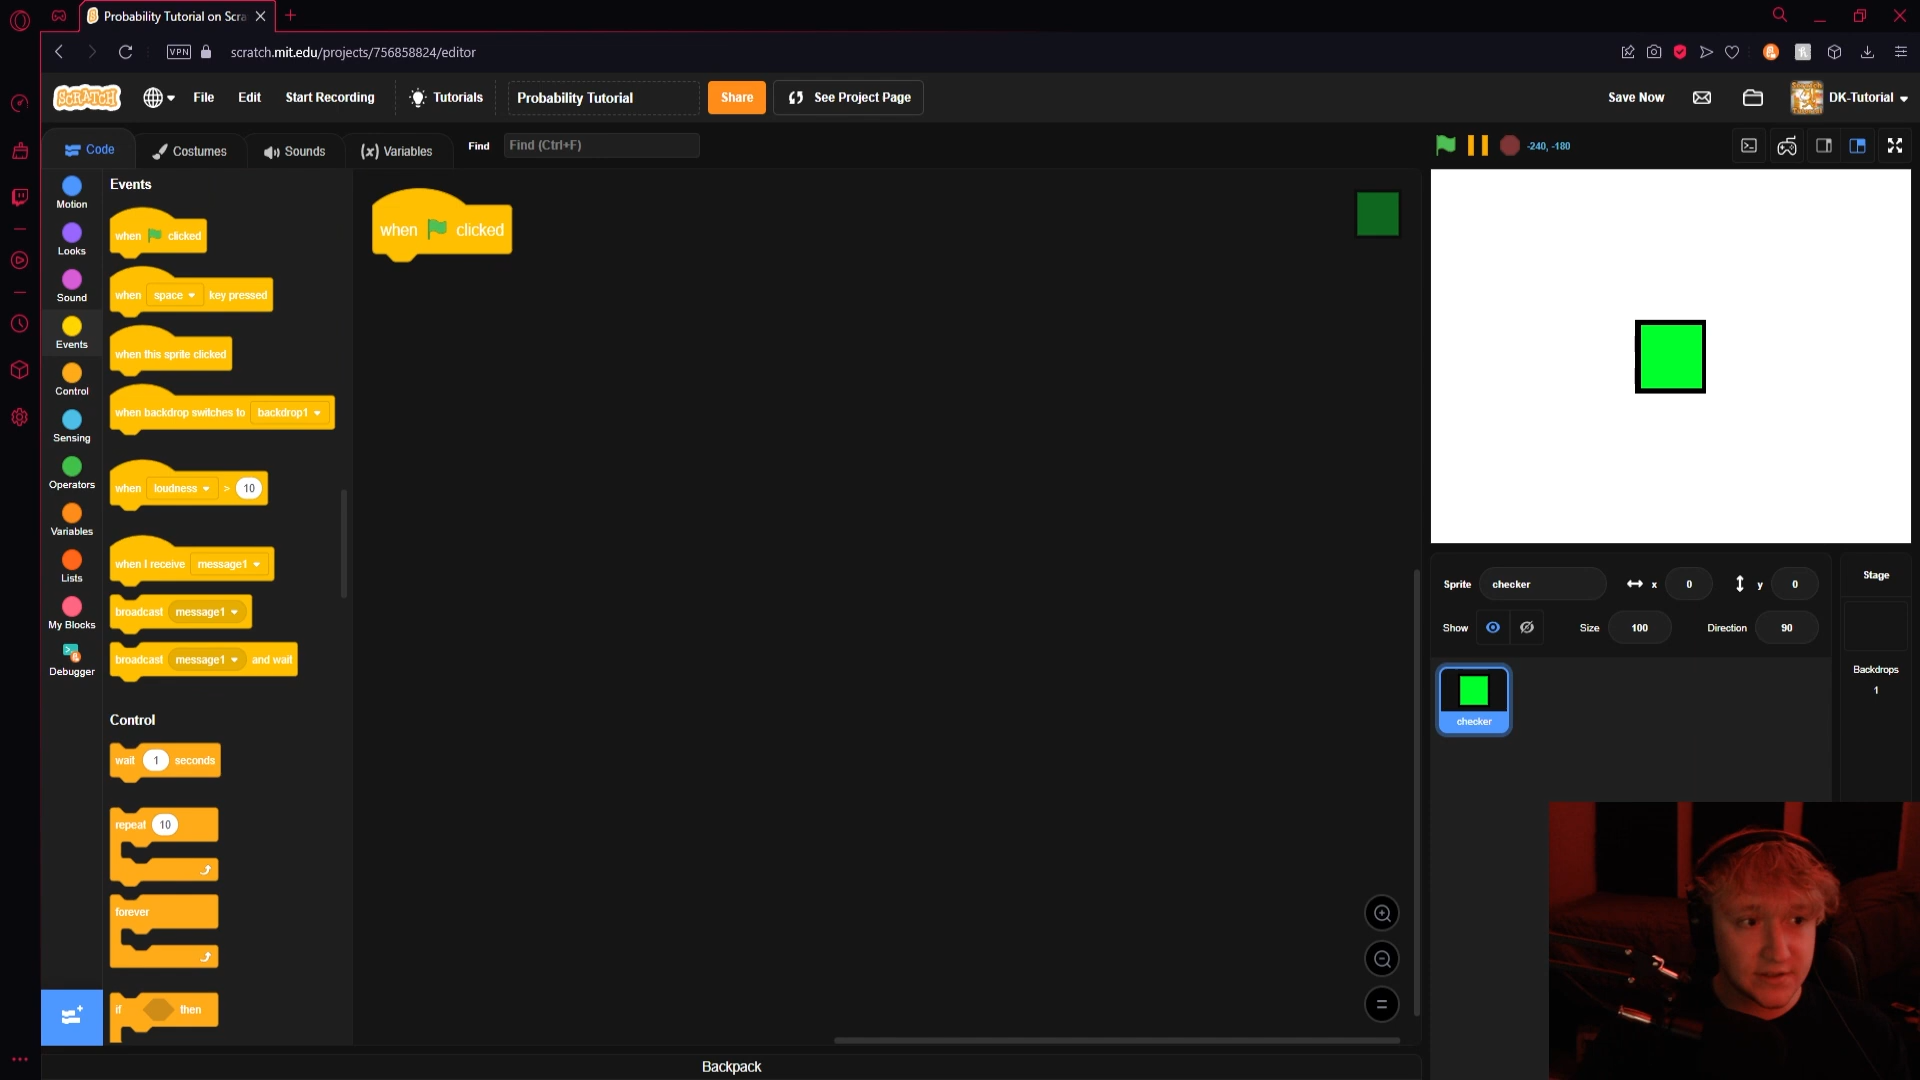 Probability Tutorial on Scra
VPN
scratch.mit.edu/projects/756858824/editor
SCRATCH
File
Edit
Start Recording
Tutorials
Probability Tutorial
Share
See Project Page
Save Now
DK-Tutorial
Code
Costumes
Sounds
(x) Variables
Find
Find (Ctrl+F)
-240, -180
Motion
Looks
Sound
Events
Control
Sensing
Operators
Variables
Lists
My Blocks
Debugger
Events
when clicked
when space key pressed
when this sprite clicked
when backdrop switches to backdrop1
when loudness > 10
when I receive message1
broadcast message1
broadcast message1 and wait
Control
wait 1 seconds
repeat 10
forever
if then
when clicked
Sprite
checker
x
0
y
0
Show
Size
100
Direction
90
checker
Stage
Backdrops
1
Backpack